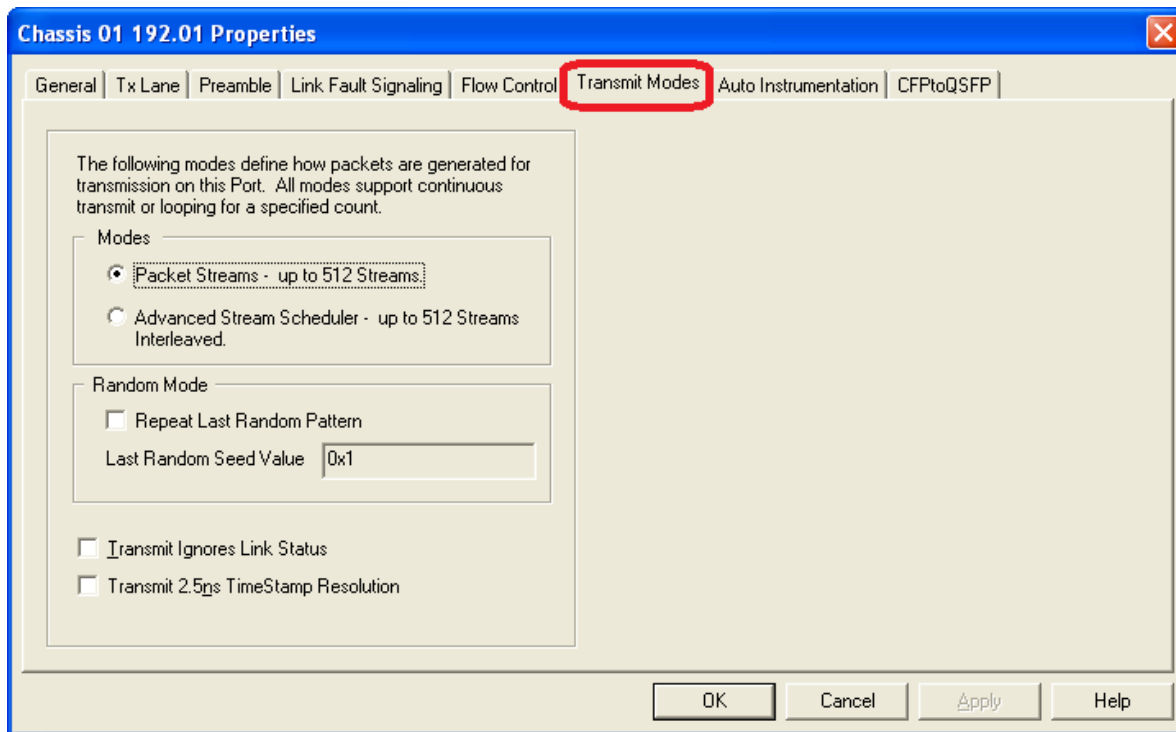 Chassis 01 192.01 Properties
General Tx Lane Preamble Link Fault Signaling Flow Control Transmit Modes Auto Instrumentation CFPtoQSFP
The following modes define how packets are generated for
transmission on this Port. All modes support continuous
transmit or looping for a specified count.
Modes
Packet Streams - up to 512 Streams.
Advanced Stream Scheduler - up to 512 Streams
Interleaved.
Random Mode
Repeat Last Random Pattern
Last Random Seed Value 0x1
Transmit Ignores Link Status
Transmit 2.5ns TimeStamp Resolution
OK Cancel Apply Help